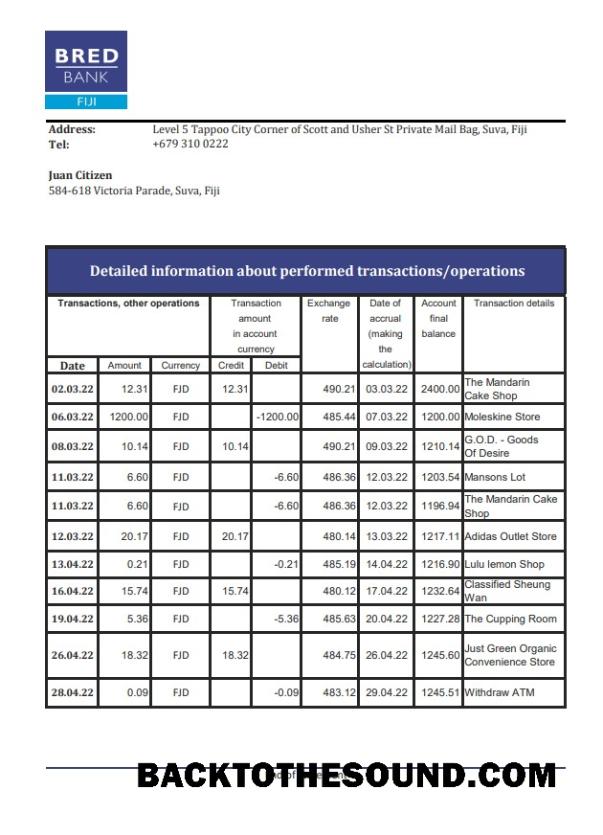 BRED
BANK
FIJI
Address: Level 5 Tappoo City Corner of Scott and Usher St Private Mail Bag, Suva, Fiji
Tel: +679 310 0222
Juan Citizen
584-618 Victoria Parade, Suva, Fiji
Detailed information about performed transactions/operations
Transactions, other operations
Transaction
amount
in account
currency
Exchange
rate
Date of
accrual
(making
the
calculation)
Account
final
balance
Transaction details
Date Amount Currency Credit Debit
02.03.22 12.31 FJD 12.31 490.21 03.03.22 2400.00 The Mandarin
Cake Shop
06.03.22 1200.00 FJD -1200.00 485.44 07.03.22 1200.00 Moleskine Store
08.03.22 10.14 FJD 10.14 490.21 09.03.22 1210.14 G.O.D. - Goods
Of Desire
11.03.22 6.60 FJD -6.60 486.36 12.03.22 1203.54 Mansons Lot
11.03.22 6.60 FJD -6.60 486.36 12.03.22 1196.94 The Mandarin Cake
Shop
12.03.22 20.17 FJD 20.17 480.14 13.03.22 1217.11 Adidas Outlet Store
13.04.22 0.21 FJD -0.21 485.19 14.04.22 1216.90 Lulu lemon Shop
16.04.22 15.74 FJD 15.74 480.12 17.04.22 1232.64 Classified Sheung
Wan
19.04.22 5.36 FJD -5.36 485.63 20.04.22 1227.28 The Cupping Room
26.04.22 18.32 FJD 18.32 484.75 26.04.22 1245.60 Just Green Organic
Convenience Store
28.04.22 0.09 FJD -0.09 483.12 29.04.22 1245.51 Withdraw ATM
BACKTOTHESOUND.COM